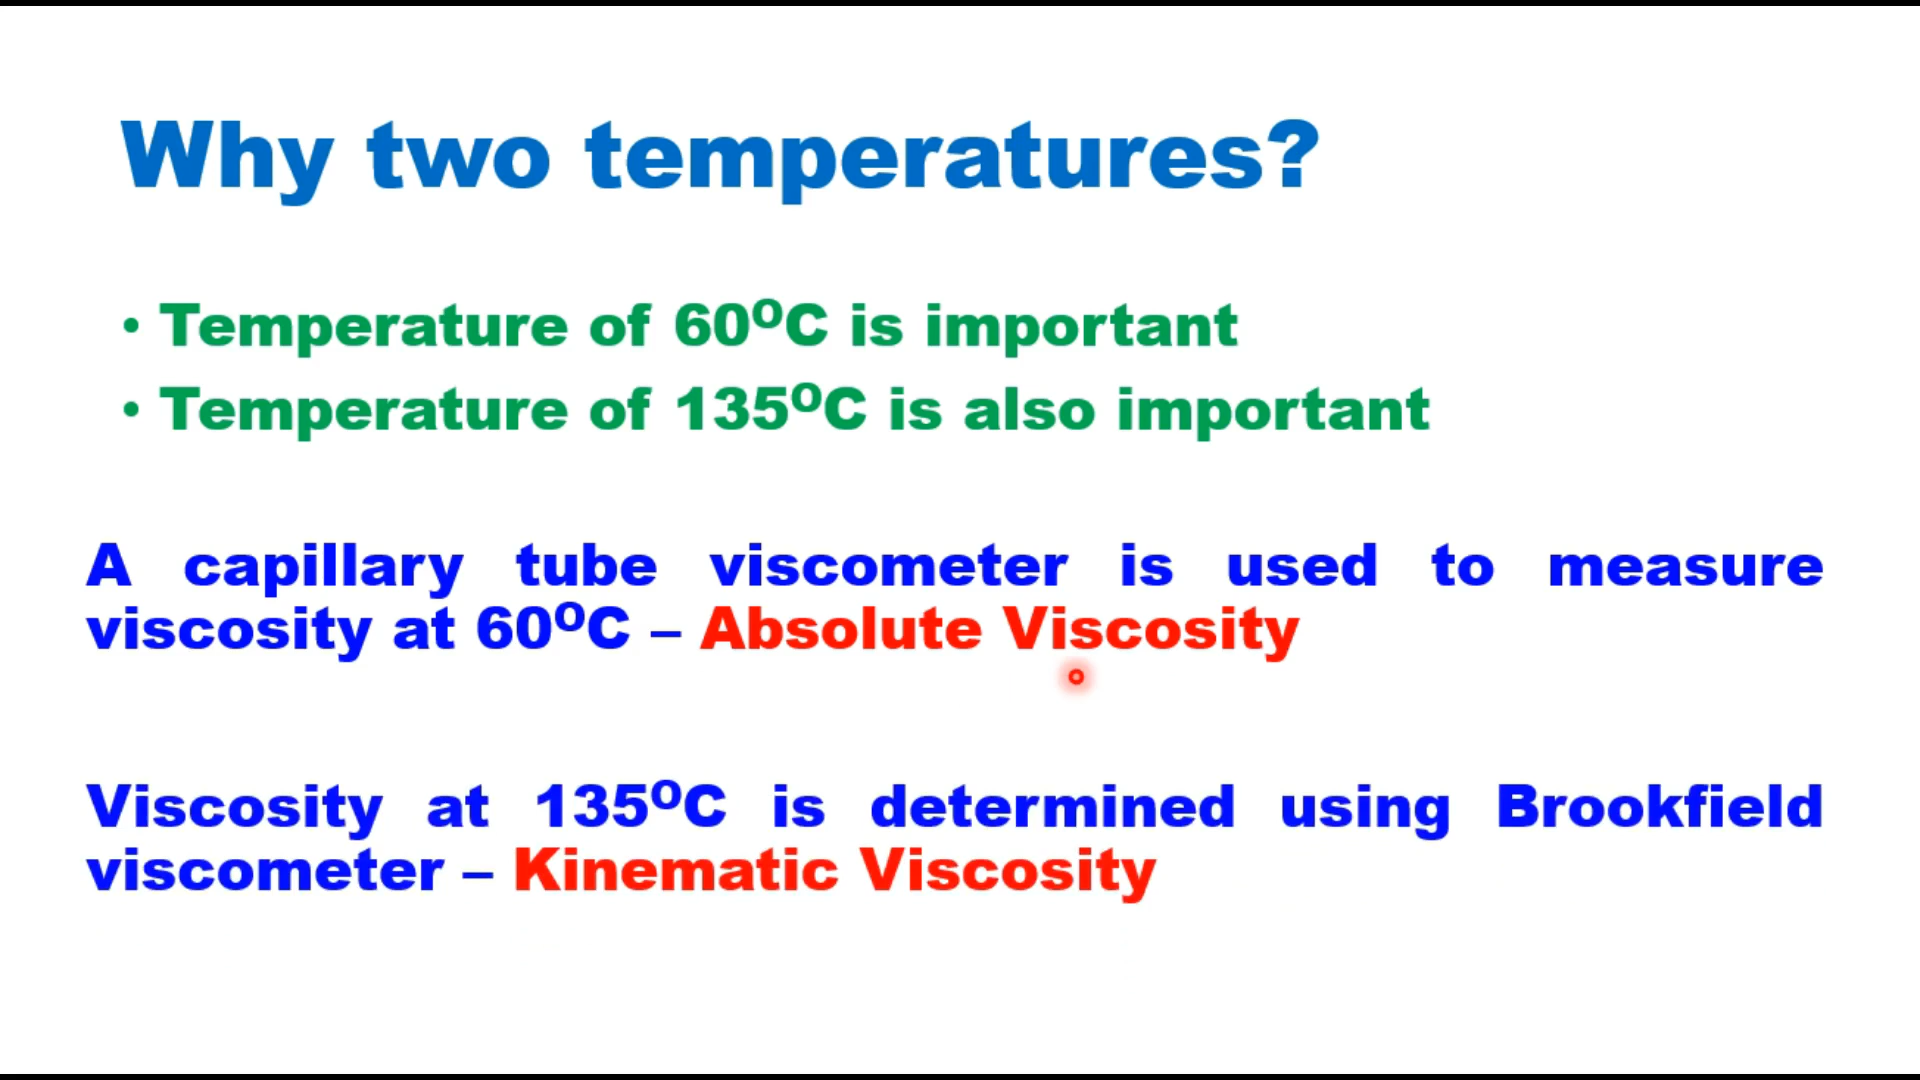 Why two temperatures?
• Temperature of 60ºC is important
• Temperature of 135ºC is also important
A capillary tube viscometer is used to measure
viscosity at 60ºC – Absolute Viscosity
Viscosity at 135ºC is determined using Brookfield
viscometer – Kinematic Viscosity